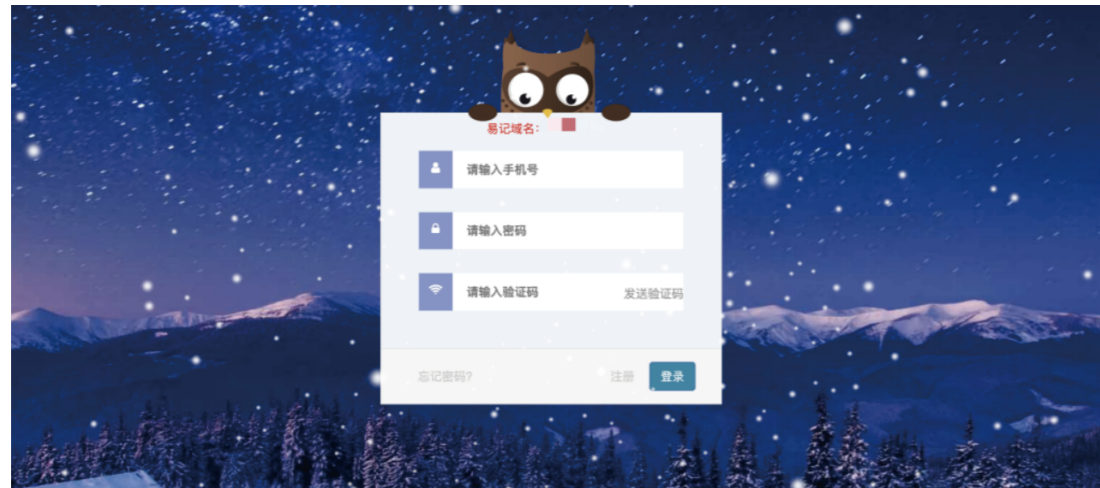 易记域名：
请输入手机号
请输入密码
请输入验证码 发送验证码
忘记密码? 注册 登录